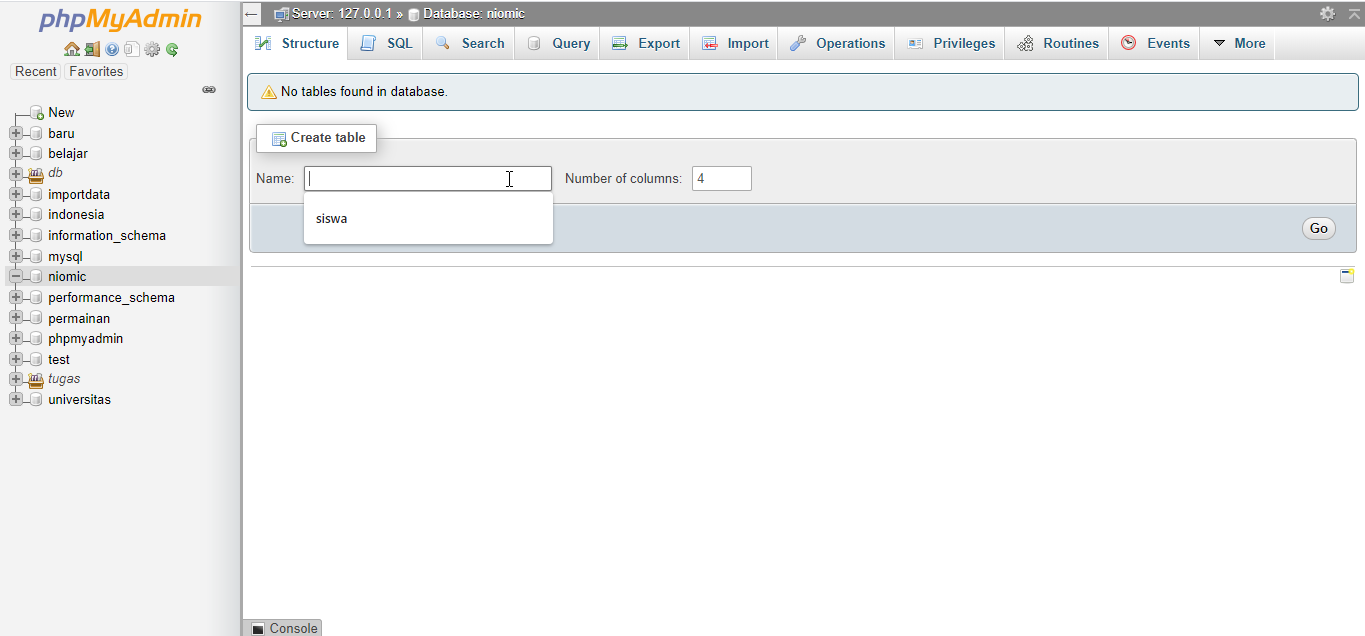 phpMyAdmin
Recent Favorites
New
baru
belajar
db
importdata
indonesia
information_schema
mysql
niomic
performance_schema
permainan
phpmyadmin
test
tugas
universitas
Server: 127.0.0.1 » Database: niomic
Structure SQL Search Query Export Import Operations Privileges Routines Events More
No tables found in database.
Create table
Name: Number of columns: 4
siswa
Go
Console